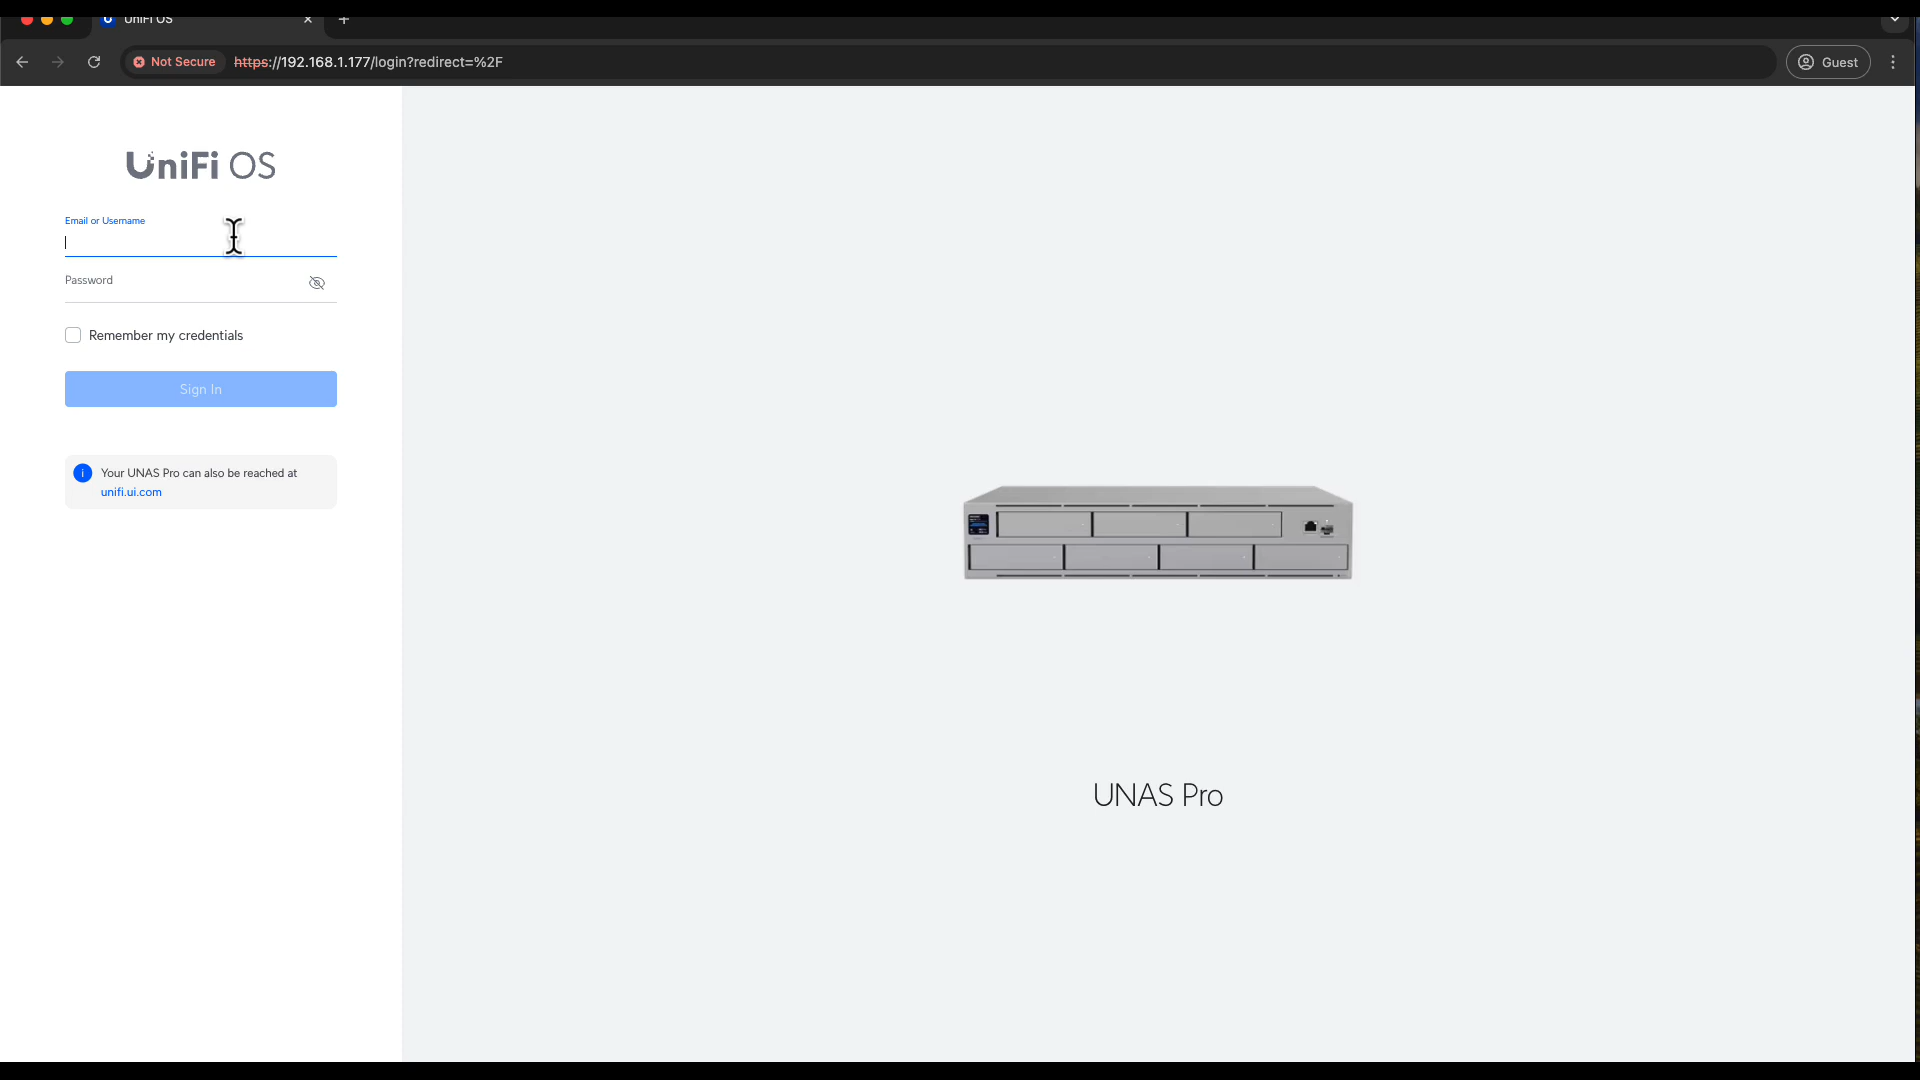 UniFi OS
Not Secure https://192.168.1.177/login?redirect=%2F
Guest
UniFi OS
Email or Username
Password
Remember my credentials
Sign In
Your UNAS Pro can also be reached at
unifi.ui.com
UNAS Pro